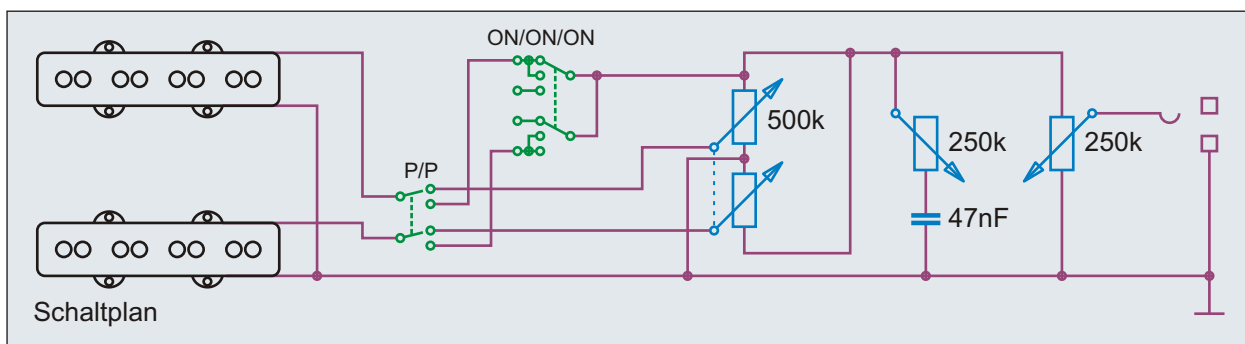 ON/ON/ON
500k
250k
250k
P/P
47nF
Schaltplan